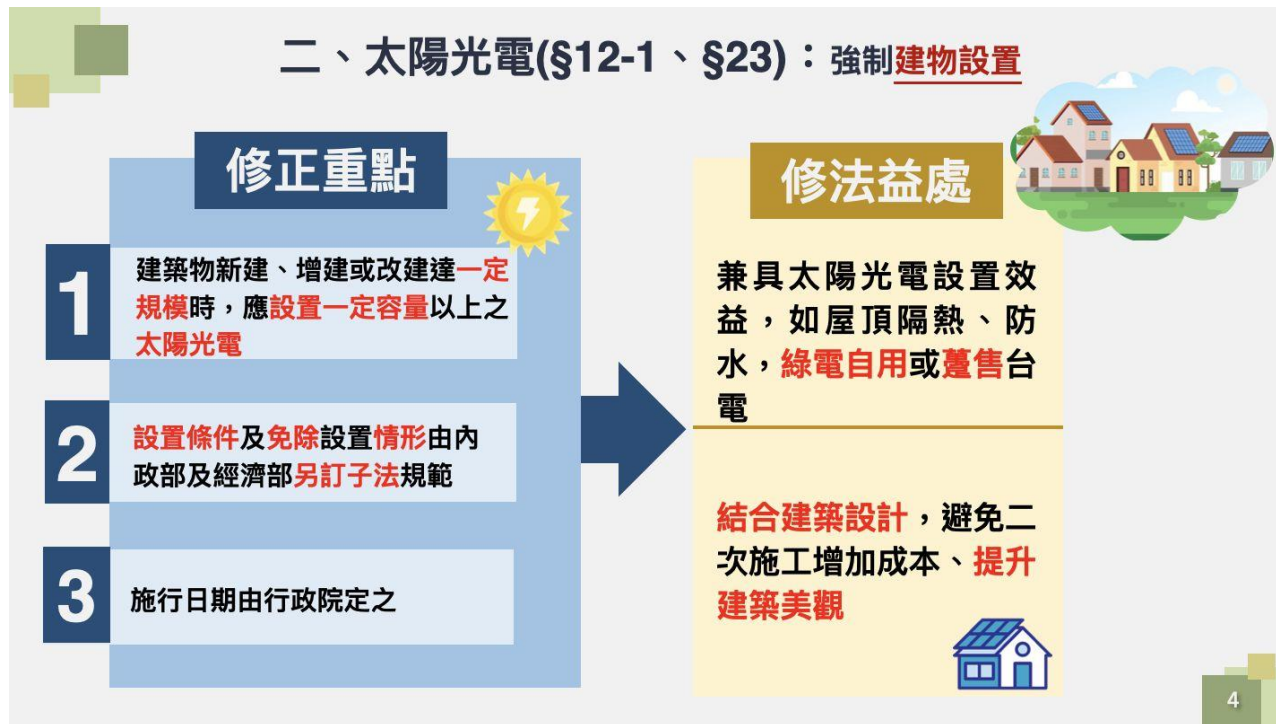 二、太陽光電(§12-1、§23)：強制建物設置
修正重點
1
建築物新建、增建或改建達一定
規模時，應設置一定容量以上之
太陽光電
2
設置條件及免除設置情形由內
政部及經濟部另訂子法規範
3
施行日期由行政院定之
修法益處
兼具太陽光電設置效
益，如屋頂隔熱、防
水，綠電自用或躉售台
電
結合建築設計，避免二
次施工增加成本、提升
建築美觀
4